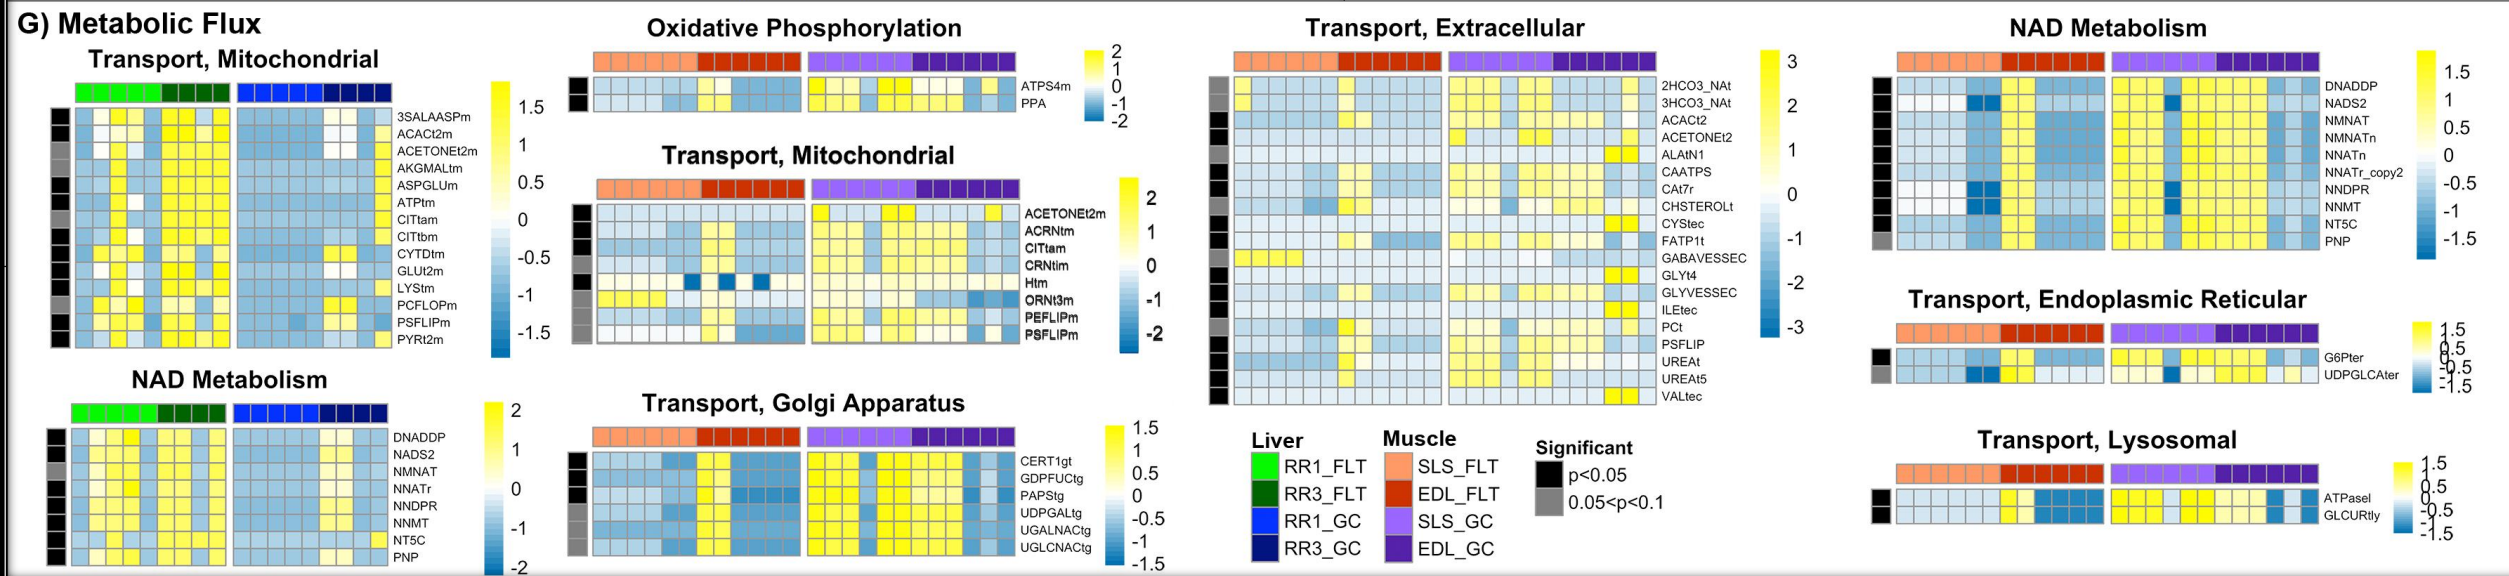 G) Metabolic Flux
Transport, Mitochondrial
1.5
1
0.5
0
-0.5
-1
-1.5
3SALAASPm
ACACt2m
ACETONEt2m
AKGMALtm
ASPGLUm
ATPtm
CITtam
CITtbm
CYTDtm
GLUt2m
LYStm
PCFLOPm
PSFLIPm
PYRt2m
NAD Metabolism
2
1
0
-1
-2
DNADDP
NADS2
NMNAT
NNATr
NNDPR
NNMT
NT5C
PNP
Oxidative Phosphorylation
2
1
0
-1
-2
ATPS4m
PPA
Transport, Mitochondrial
2
1
0
-1
-2
ACETONEt2m
ACRNtm
CITtam
CRNtim
Htm
ORNt3m
PEFLIPm
PSFLIPm
Transport, Golgi Apparatus
1.5
1
0.5
0
-0.5
-1
-1.5
CERT1gt
GDPFUCtg
PAPStg
UDPGALtg
UGALNACtg
UGLCNACtg
Transport, Extracellular
3
2
1
0
-1
-2
-3
2HCO3_NAt
3HCO3_NAt
ACACt2
ACETONEt2
ALAtN1
CAATPS
CAt7r
CHSTEROLt
CYStec
FATP1t
GABAVESSEC
GLYt4
GLYVESSEC
ILEtec
PCt
PSFLIP
UREAt
UREAt5
VALtec
Liver
RR1_FLT
RR3_FLT
RR1_GC
RR3_GC
Muscle
SLS_FLT
EDL_FLT
SLS_GC
EDL_GC
Significant
p<0.05
0.05<p<0.1
NAD Metabolism
1.5
1
0.5
0
-0.5
-1
-1.5
DNADDP
NADS2
NMNAT
NMNATn
NNATn
NNATr_copy2
NNDPR
NNMT
NT5C
PNP
Transport, Endoplasmic Reticular
1.5
0.5
-0.5
-1.5
G6Pter
UDPGLCAter
Transport, Lysosomal
1.5
0.5
-0.5
-1.5
ATPasel
GLCURtly